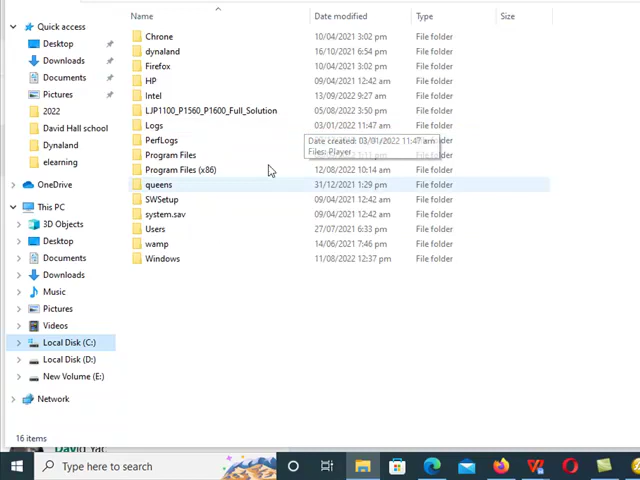 Name Date modified Type Size
Quick access
Desktop
Downloads
Documents
Pictures
2022
David Hall school
Dynaland
elearning
OneDrive
This PC
3D Objects
Desktop
Documents
Downloads
Music
Pictures
Videos
Local Disk (C:)
Local Disk (D:)
New Volume (E:)
Network
Chrone 10/04/2021 3:02 pm File folder
dynaland 16/10/2021 6:54 pm File folder
Firefox 10/04/2021 3:02 pm File folder
HP 09/04/2021 12:42 am File folder
Intel 13/09/2022 9:27 am File folder
LJP1100_P1560_P1600_Full_Solution 05/08/2022 3:50 pm File folder
Logs 03/01/2022 11:47 am File folder
PerfLogs
Date created: 03/01/2022 11:47 am
Files: Player
Program Files File folder
Program Files (x86) 12/08/2022 10:14 am File folder
queens 31/12/2021 1:29 pm File folder
SWSetup 09/04/2021 12:42 am File folder
system.sav 09/04/2021 12:42 am File folder
Users 27/07/2021 6:33 pm File folder
wamp 14/06/2021 7:46 pm File folder
Windows 11/08/2022 12:37 pm File folder
16 items
David Yac
Type here to search